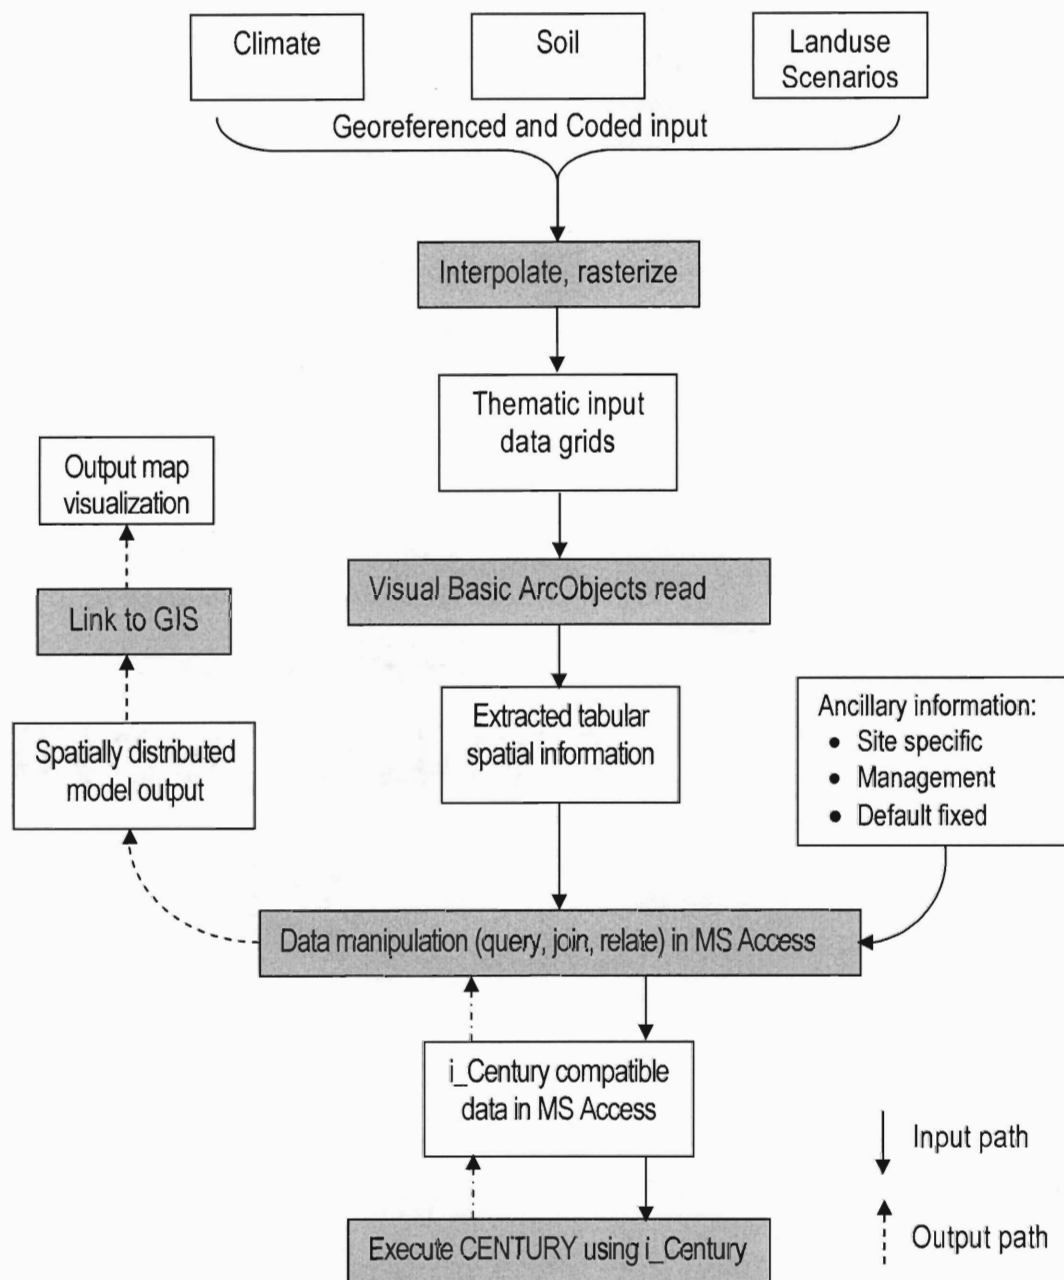 Climate
Soil
Landuse
Scenarios
Georeferenced and Coded input
Interpolate, rasterize
Thematic input
data grids
Output map
visualization
Visual Basic ArcObjects read
Link to GIS
Extracted tabular
spatial information
Ancillary information:
• Site specific
• Management
• Default fixed
Spatially distributed
model output
Data manipulation (query, join, relate) in MS Access
i_Century compatible
data in MS Access
Input path
Output path
Execute CENTURY using i_Century